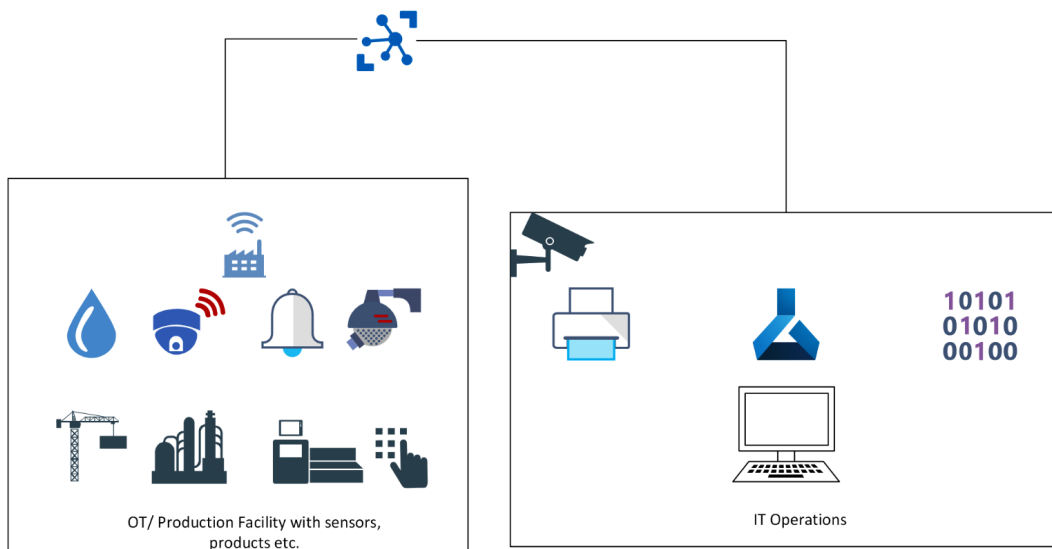 10101
01010
00100
OT/ Production Facility with sensors,
products etc.
IT Operations